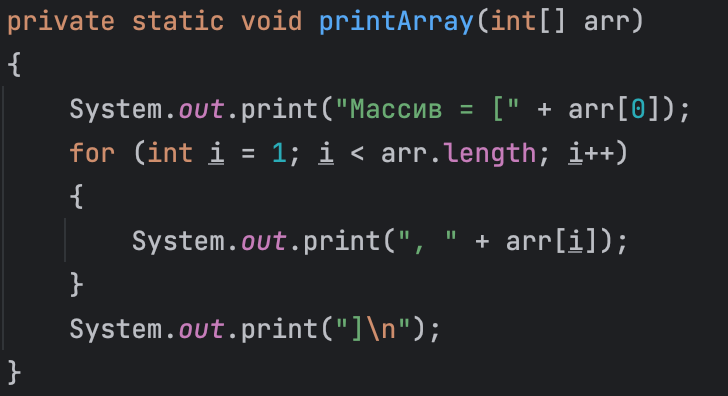 private static void printArray(int[] arr)
{
    System.out.print("Массив = [" + arr[0]);
    for (int i = 1; i < arr.length; i++)
    {
        System.out.print(", " + arr[i]);
    }
    System.out.print("]\n");
}